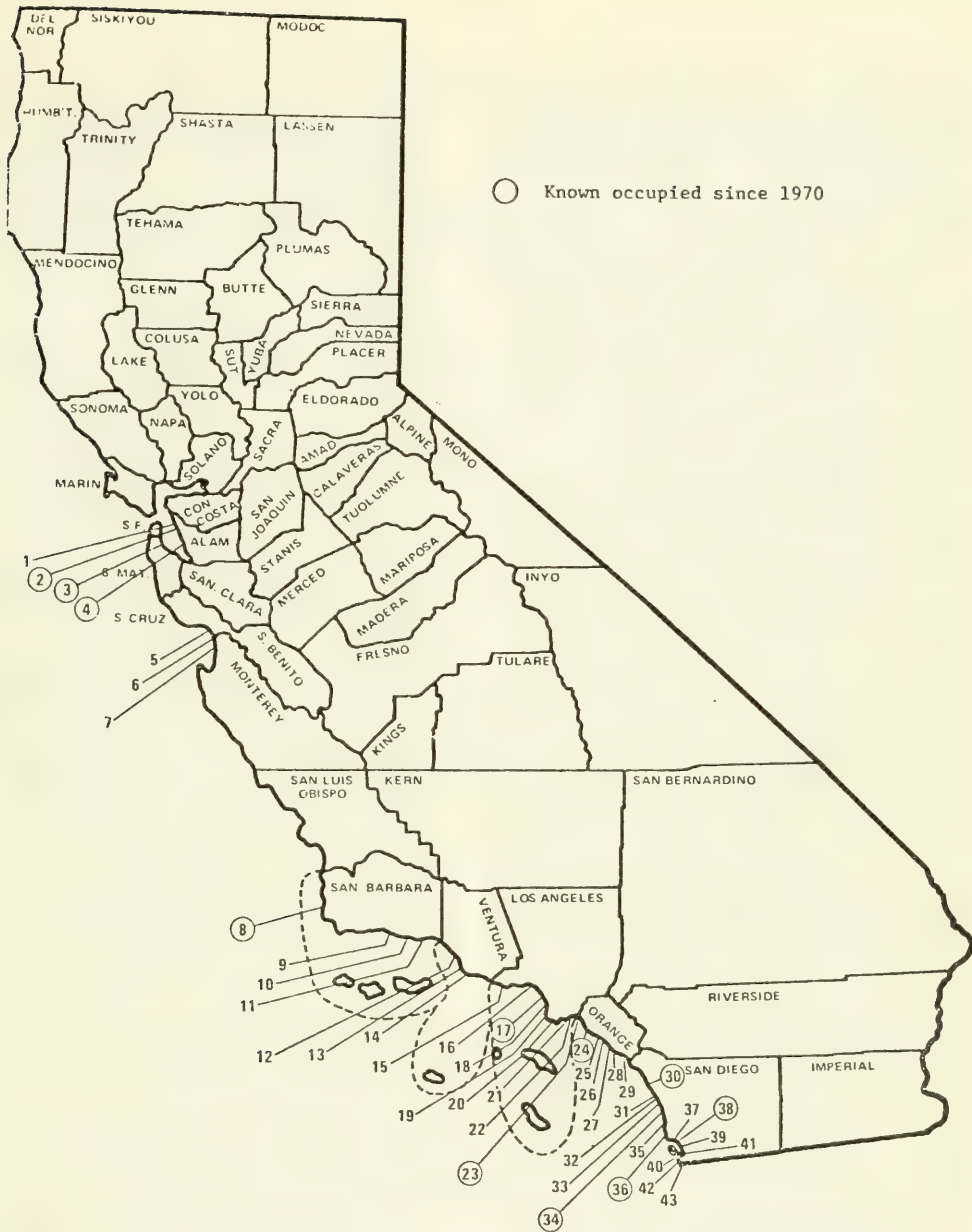 DEL
NOR
SISKIYOU
MODOC
HUMB'T.
TRINITY
SHASTA
LASSEN
Known occupied since 1970
TEHAMA
PLUMAS
MENDOCINO
GLENN
BUTTE
SIERRA
COLUSA
NEVADA
LAKE
SUT
YUBA
PLACER
YOLO
ELDORADO
SONOMA
NAPA
SACRA
ALPINE
SOLANO
AMAD
MONO
MARIN
CALAVERAS
CON
COSTA
SAN
JOAQUIN
TUOLUMNE
S.F.
ALAM
STANIS
1
2
3
S. MAT.
4
SAN. CLARA
MERCED
MARIPOSA
INYO
S CRUZ
MADERA
5
S. BENITO
FRESNO
6
MONTEREY
TULARE
7
KINGS
SAN LUIS
OBISPO
KERN
SAN BERNARDINO
SAN BARBARA
VENTURA
LOS ANGELES
8
9
10
11
12
13
14
15
16
17
18
19
20
21
22
23
24
25
26
27
28
29
ORANGE
RIVERSIDE
30
SAN DIEGO
IMPERIAL
31
32
33
34
35
36
37
38
39
40
41
42
43